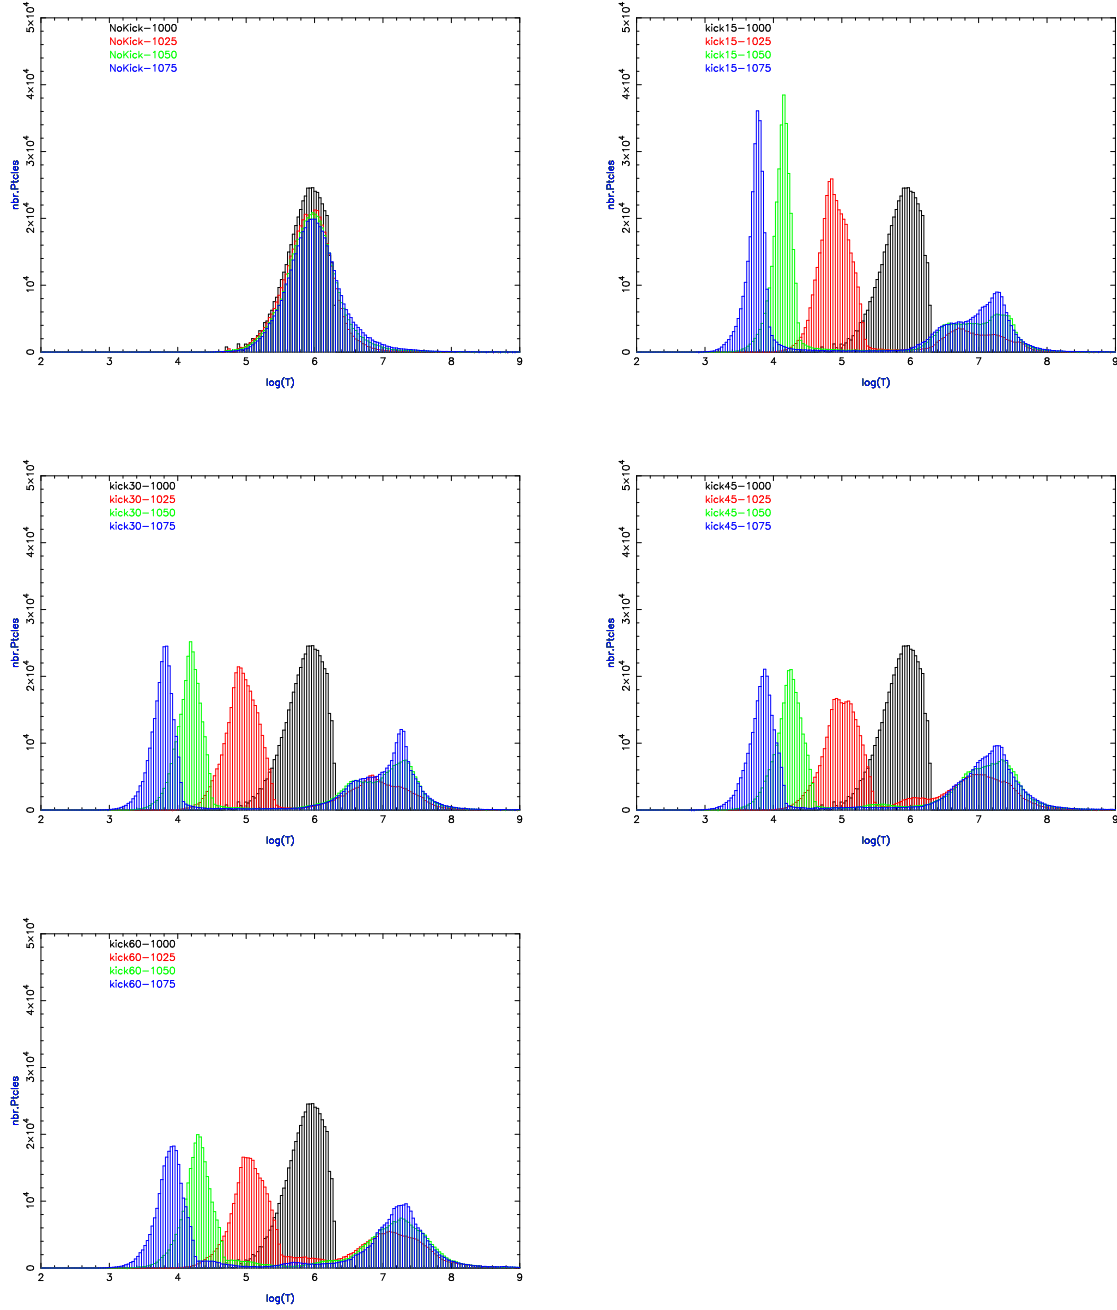 NoKick-1000
NoKick-1025
NoKick-1050
NoKick-1075
nbr.Ptcles
0
10⁴
2×10⁴
3×10⁴
4×10⁴
5×10⁴
2 3 4 5 6 7 8 9
log(T)
kick15-1000
kick15-1025
kick15-1050
kick15-1075
nbr.Ptcles
0
10⁴
2×10⁴
3×10⁴
4×10⁴
5×10⁴
2 3 4 5 6 7 8 9
log(T)
kick30-1000
kick30-1025
kick30-1050
kick30-1075
nbr.Ptcles
0
10⁴
2×10⁴
3×10⁴
4×10⁴
5×10⁴
2 3 4 5 6 7 8 9
log(T)
kick45-1000
kick45-1025
kick45-1050
kick45-1075
nbr.Ptcles
0
10⁴
2×10⁴
3×10⁴
4×10⁴
5×10⁴
2 3 4 5 6 7 8 9
log(T)
kick60-1000
kick60-1025
kick60-1050
kick60-1075
nbr.Ptcles
0
10⁴
2×10⁴
3×10⁴
4×10⁴
5×10⁴
2 3 4 5 6 7 8 9
log(T)